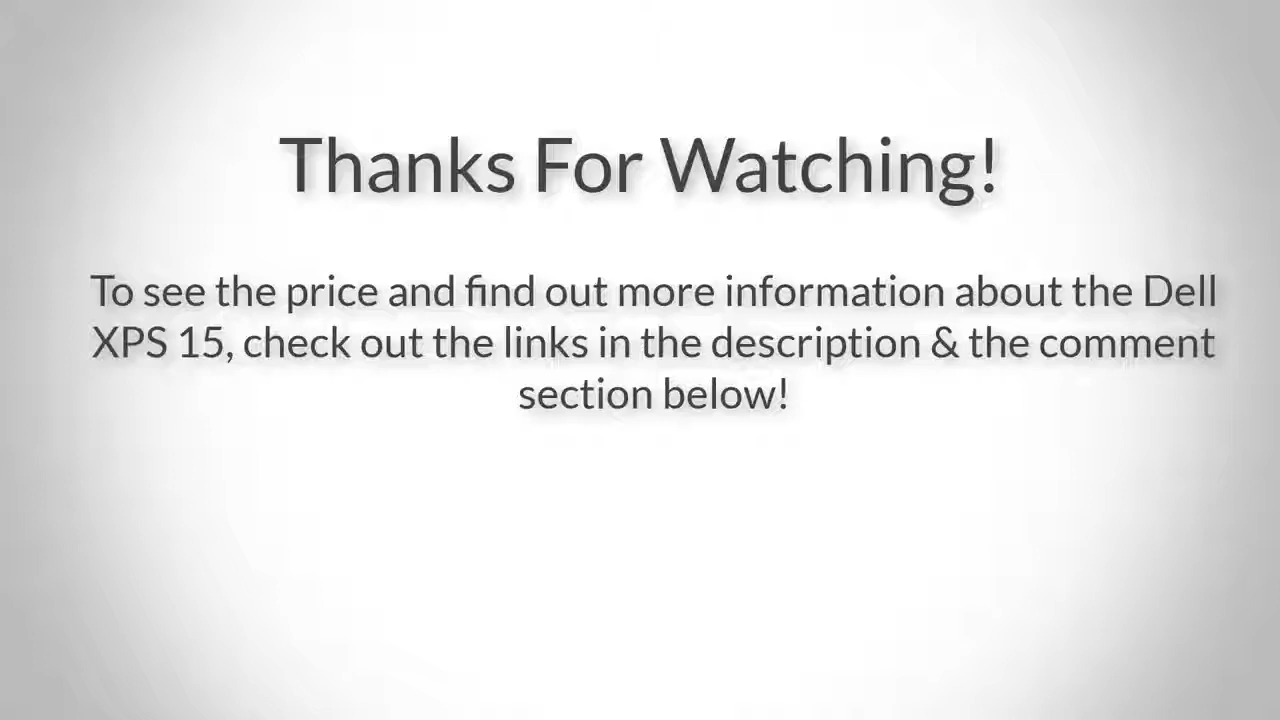 Thanks For Watching!
To see the price and find out more information about the Dell
XPS 15, check out the links in the description & the comment
section below!